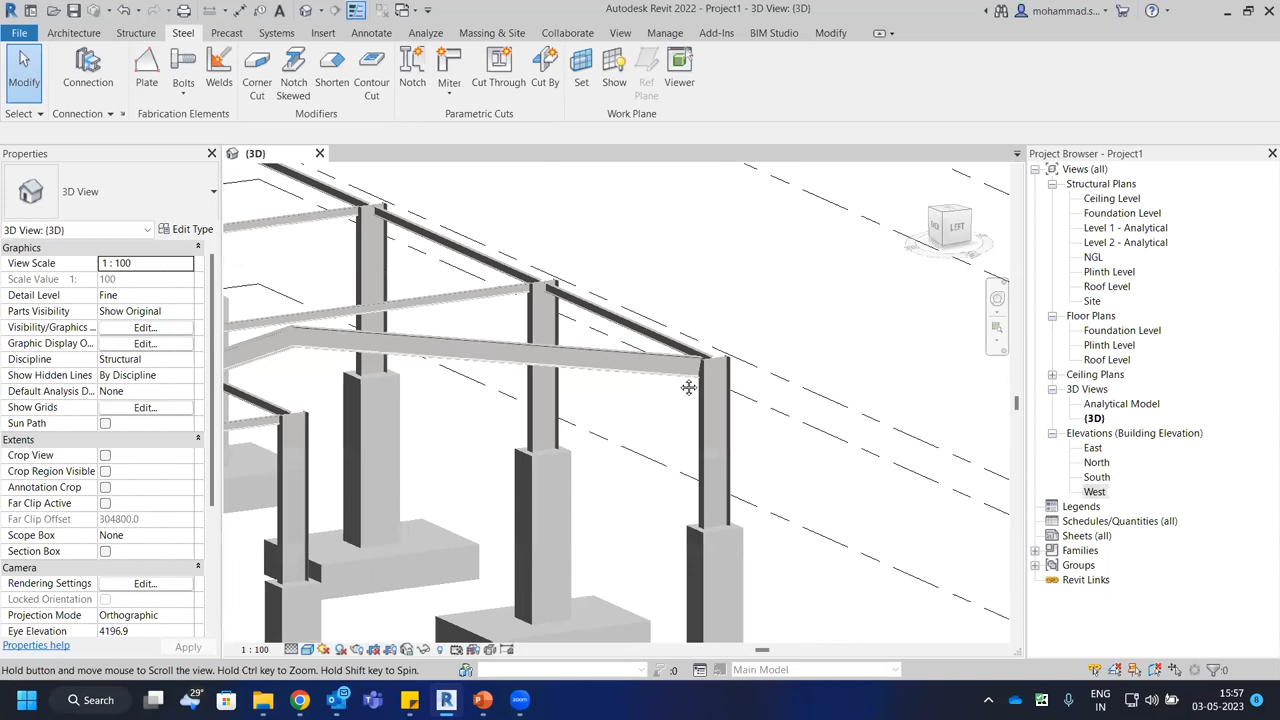 Autodesk Revit 2022 - Project1 - 3D View: {3D}
mohammad.s...
File Architecture Structure Steel Precast Systems Insert Annotate Analyze Massing & Site Collaborate View Manage Add-Ins BIM Studio Modify
Modify
Connection
Plate
Bolts
Welds
Corner Cut
Notch Skewed
Shorten
Contour Cut
Notch
Miter
Cut Through
Cut By
Set
Show
Ref Plane
Viewer
Select
Connection
Fabrication Elements
Modifiers
Parametric Cuts
Work Plane
Properties
3D View
3D View: {3D}
Edit Type
Graphics
View Scale 1 : 100
Scale Value: 1: 100
Detail Level Fine
Parts Visibility Show Original
Visibility/Graphics ... Edit...
Graphic Display O... Edit...
Discipline Structural
Show Hidden Lines By Discipline
Default Analysis D... None
Show Grids Edit...
Sun Path
Extents
Crop View
Crop Region Visible
Annotation Crop
Far Clip Active
Far Clip Offset 304800.0
Scope Box None
Section Box
Camera
Rendering Settings Edit...
Locked Orientation
Projection Mode Orthographic
Eye Elevation 4196.9
Properties help
Apply
{3D}
LEFT
1 : 100
Project Browser - Project1
Views (all)
Structural Plans
Ceiling Level
Foundation Level
Level 1 - Analytical
Level 2 - Analytical
NGL
Plinth Level
Roof Level
Site
Floor Plans
Foundation Level
Plinth Level
Roof Level
Ceiling Plans
3D Views
Analytical Model
{3D}
Elevations (Building Elevation)
East
North
South
West
Legends
Schedules/Quantities (all)
Sheets (all)
Families
Groups
Revit Links
Hold button and move mouse to Scroll the view. Hold Ctrl key to Zoom. Hold Shift key to Spin.
:0
Main Model
:0
Search
29°
ENG
IN
15:57
03-05-2023
8